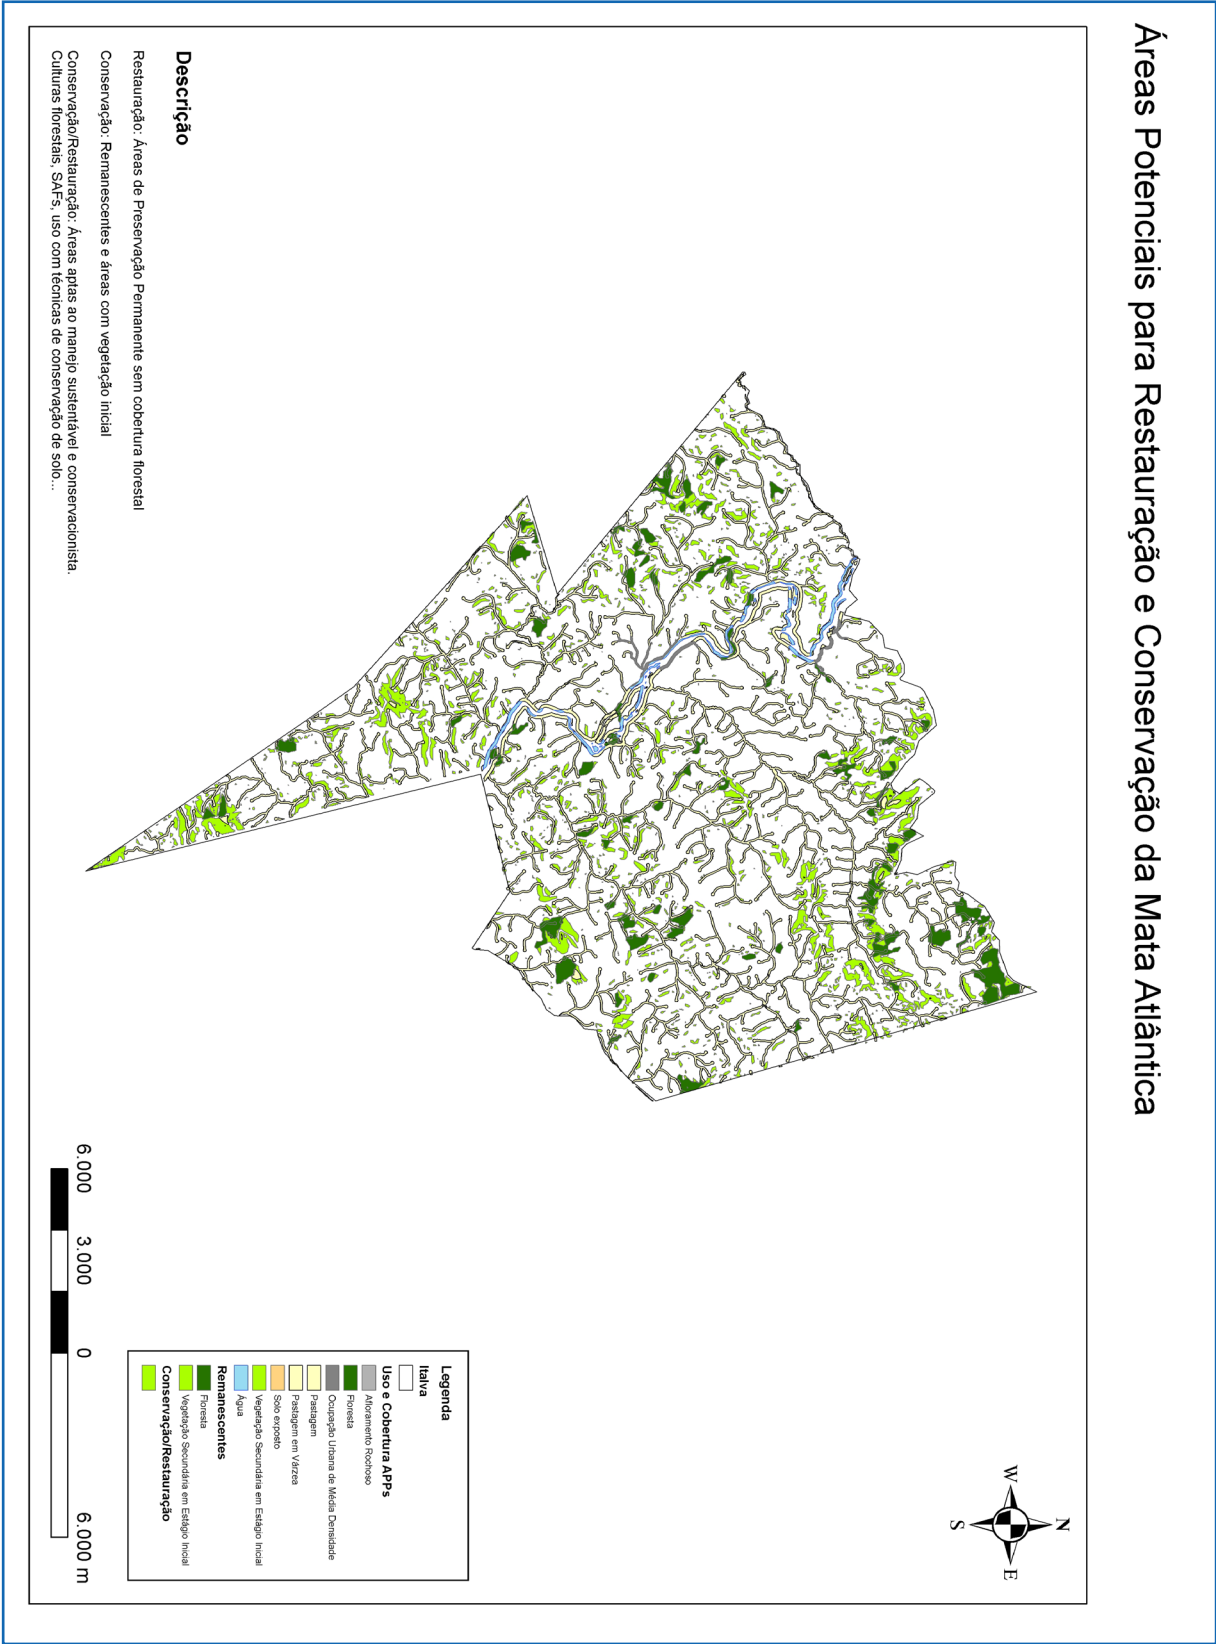 Áreas Potenciais para Restauração e Conservação da Mata Atlântica
N
W
E
S
Descrição
Restauração: Áreas de Preservação Permanente sem cobertura florestal
Conservação: Remanescentes e áreas com vegetação inicial
Conservação/Restauração: Áreas aptas ao manejo sustentável e conservacionista.
Culturas florestais, SAFs, uso com técnicas de conservação de solo...
6.000 3.000 0 6.000 m
Legenda
Italva
Uso e Cobertura APPs
Afloramento Rochoso
Floresta
Ocupação Urbana de Média Densidade
Pastagem
Pastagem em Várzea
Solo exposto
Vegetação Secundária em Estágio Inicial
Água
Remanescentes
Floresta
Vegetação Secundária em Estágio Inicial
Conservação/Restauração